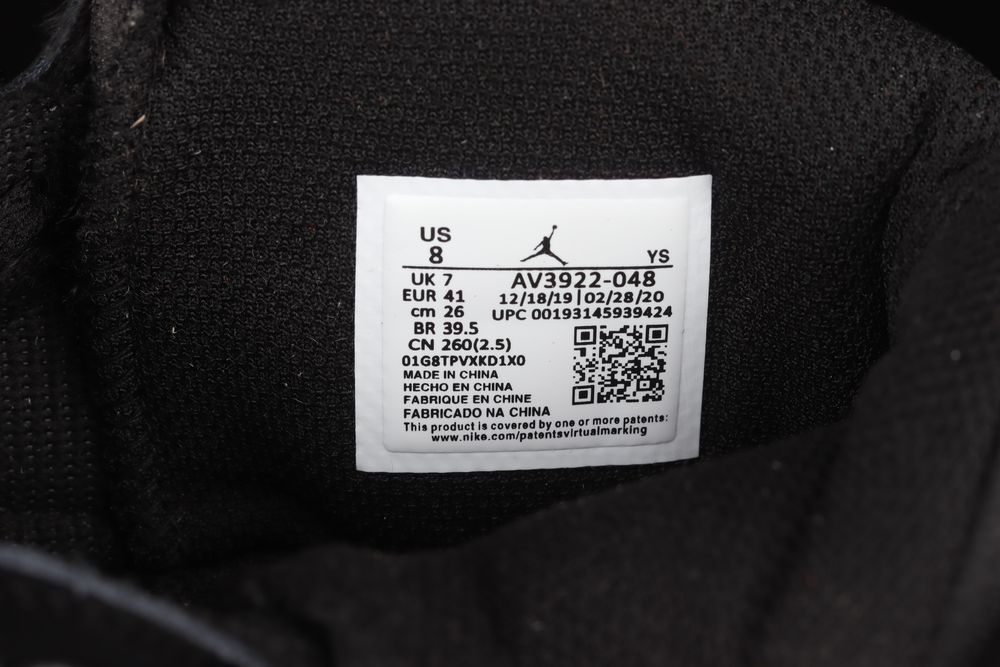 US
8
YS
UK 7
EUR 41
cm 26
BR 39.5
CN 260(2.5)
AV3922-048
12/18/19 | 02/28/20
UPC 00193145939424
01G8TPVXKD1X0
MADE IN CHINA
HECHO EN CHINA
FABRIQUE EN CHINE
FABRICADO NA CHINA
This product is covered by one or more patents:
www.nike.com/patentsvirtualmarking